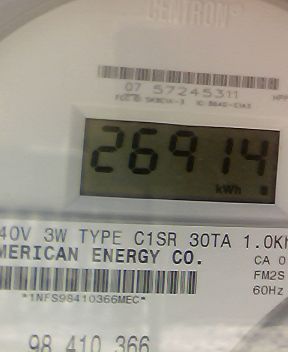 CENTRON®
07 57245311
26914
kWh
40V 3W TYPE C1SR 30TA 1.0Kh
MERICAN ENERGY CO.
CA 0
FM2S
60Hz
*1NFS98410366MEC*
98 410 366